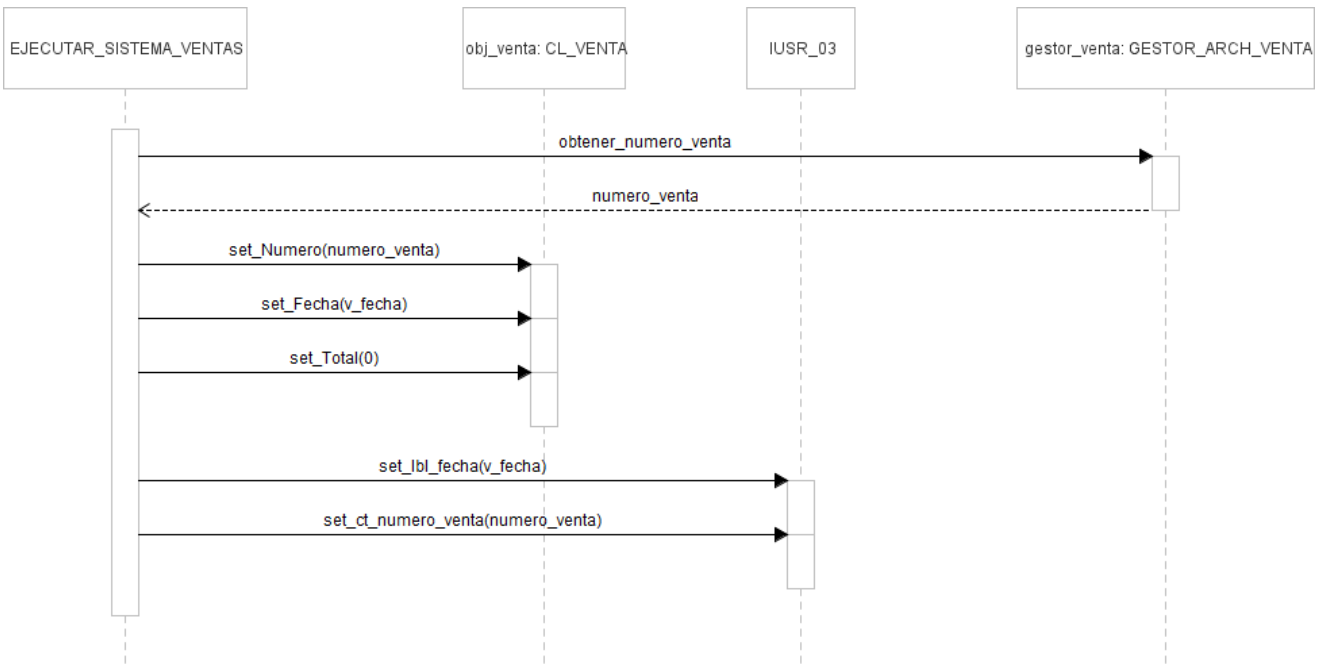 EJECUTAR_SISTEMA_VENTAS
obj_venta: CL_VENTA
IUSR_03
gestor_venta: GESTOR_ARCH_VENTA
obtener_numero_venta
numero_venta
set_Numero(numero_venta)
set_Fecha(v_fecha)
set_Total(0)
set_lbl_fecha(v_fecha)
set_ct_numero_venta(numero_venta)